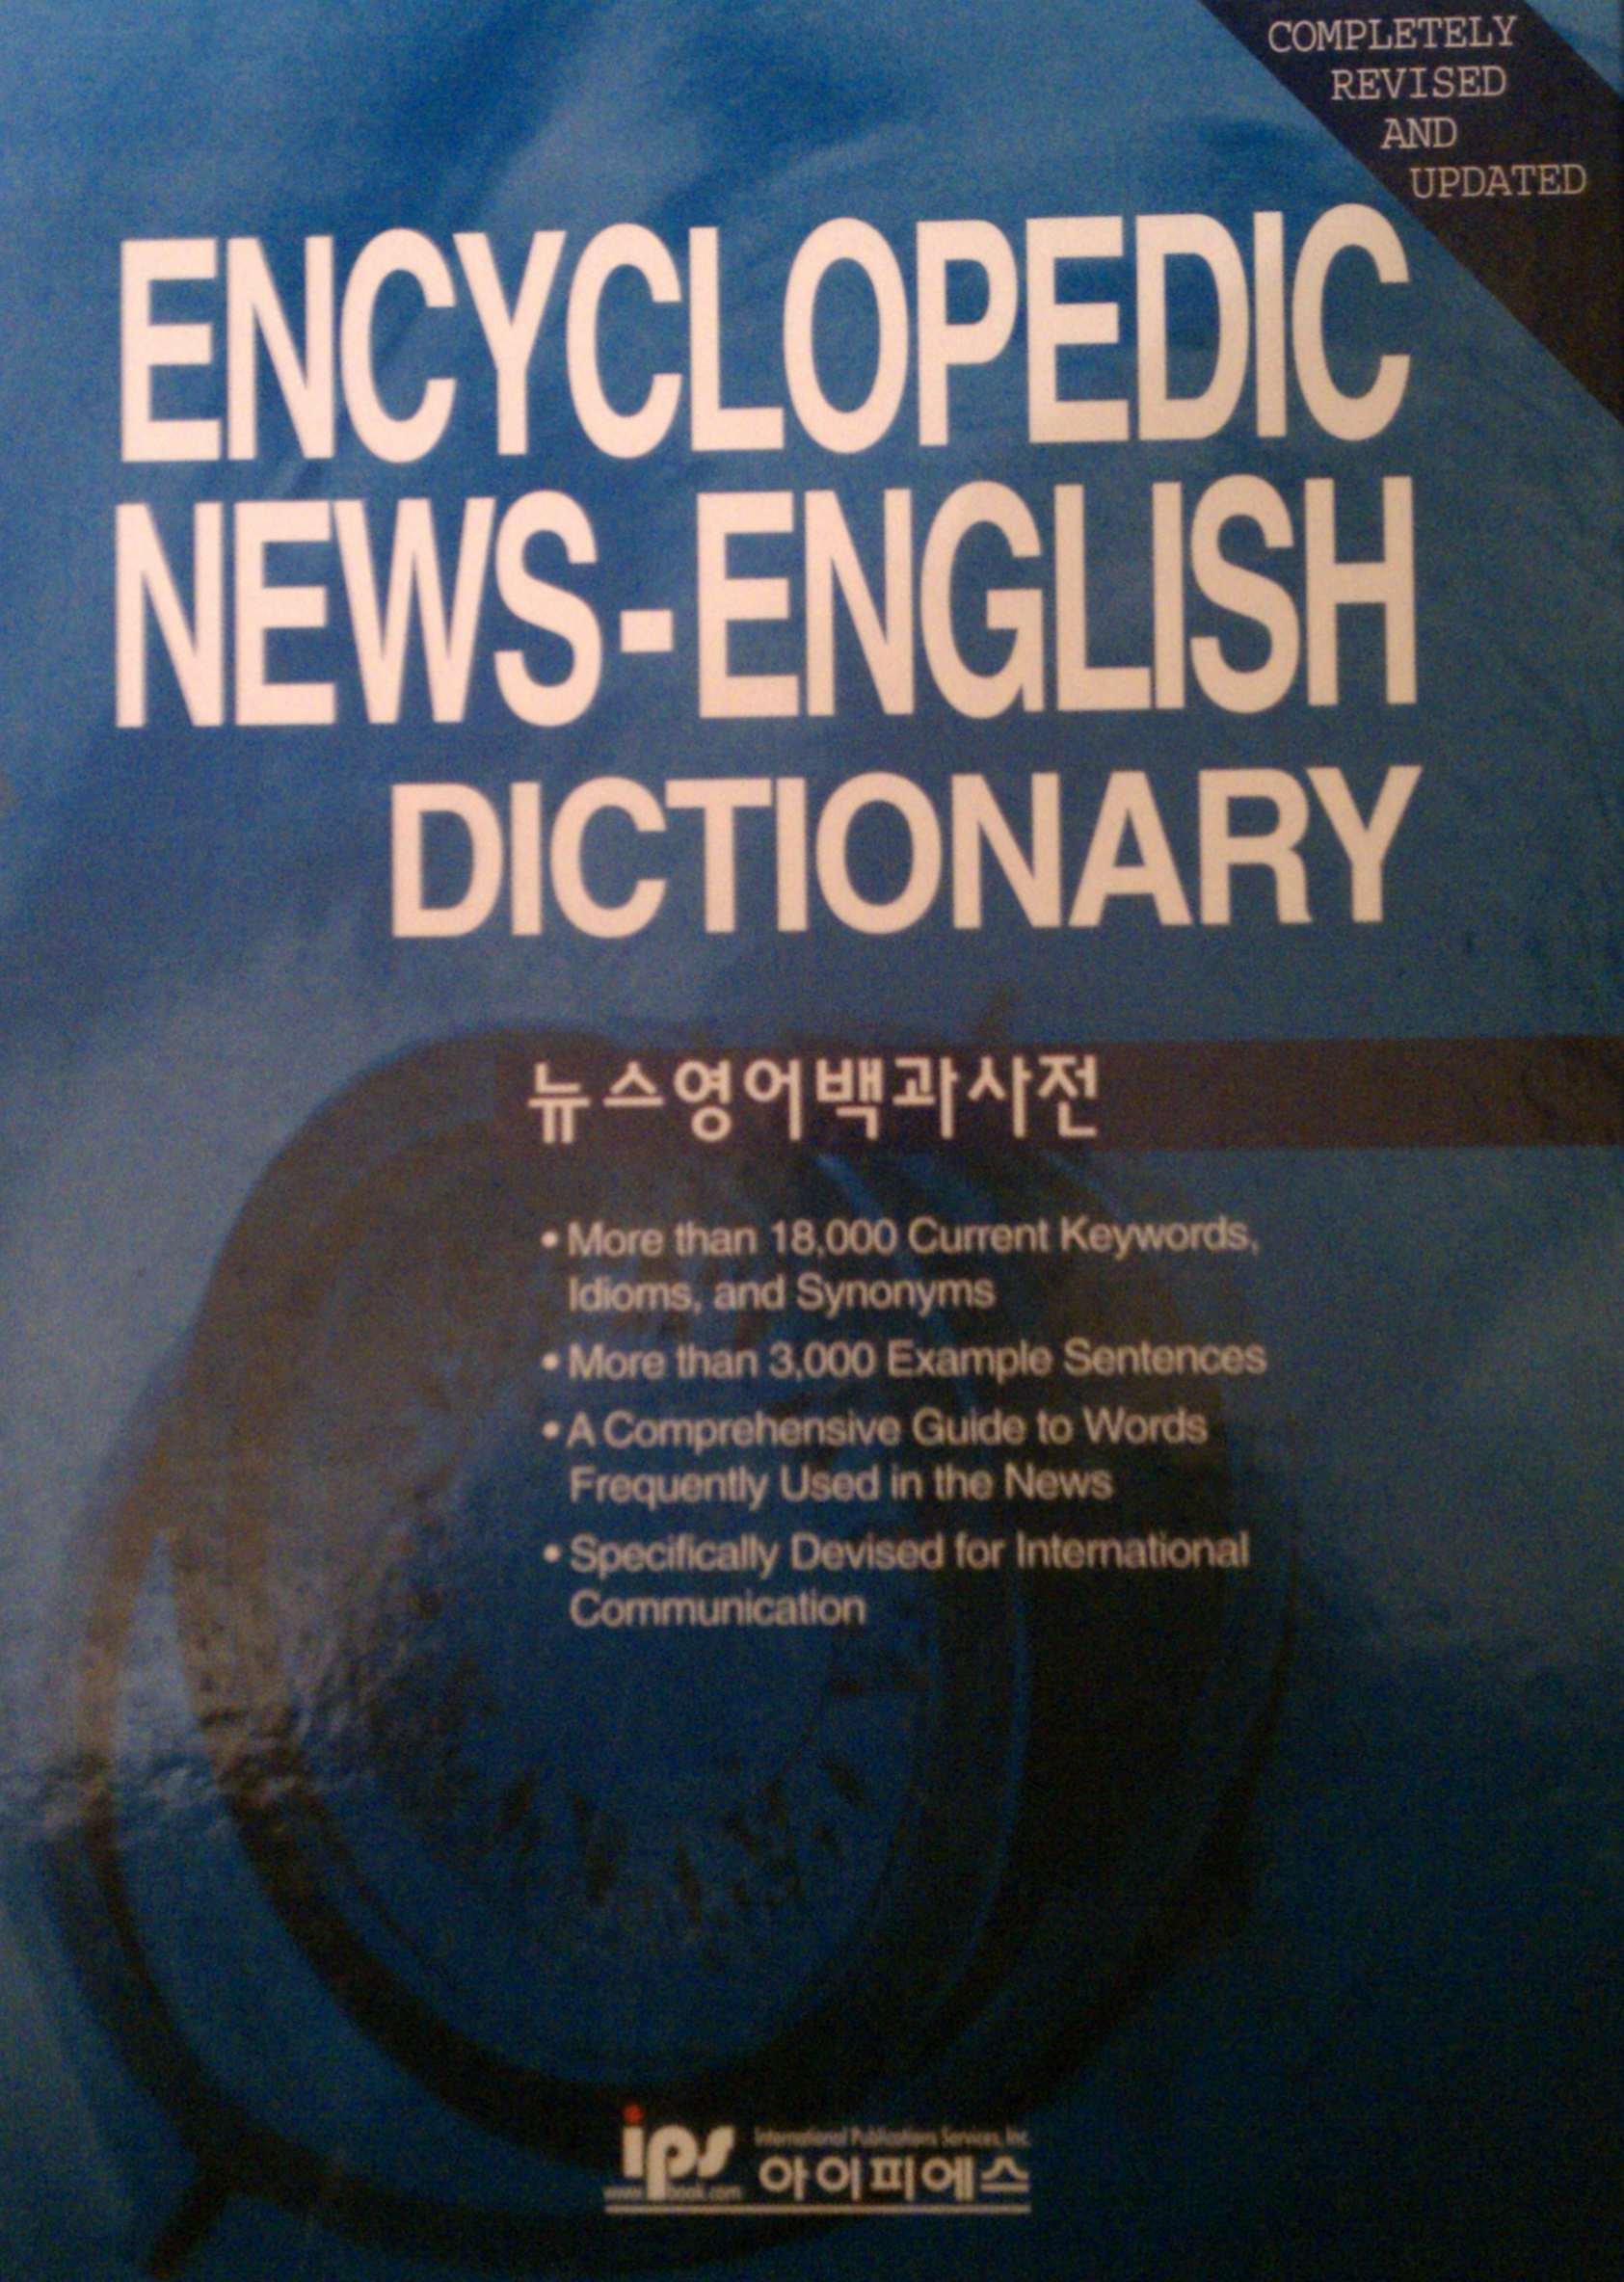 COMPLETELY
REVISED
AND
UPDATED
ENCYCLOPEDIC
NEWS-ENGLISH
DICTIONARY
뉴스영어백과사전
• More than 18,000 Current Keywords,
Idioms, and Synonyms
• More than 3,000 Example Sentences
• A Comprehensive Guide to Words
Frequently Used in the News
• Specifically Devised for International
Communication
ips
International Publications Services, Inc.
아이피에스